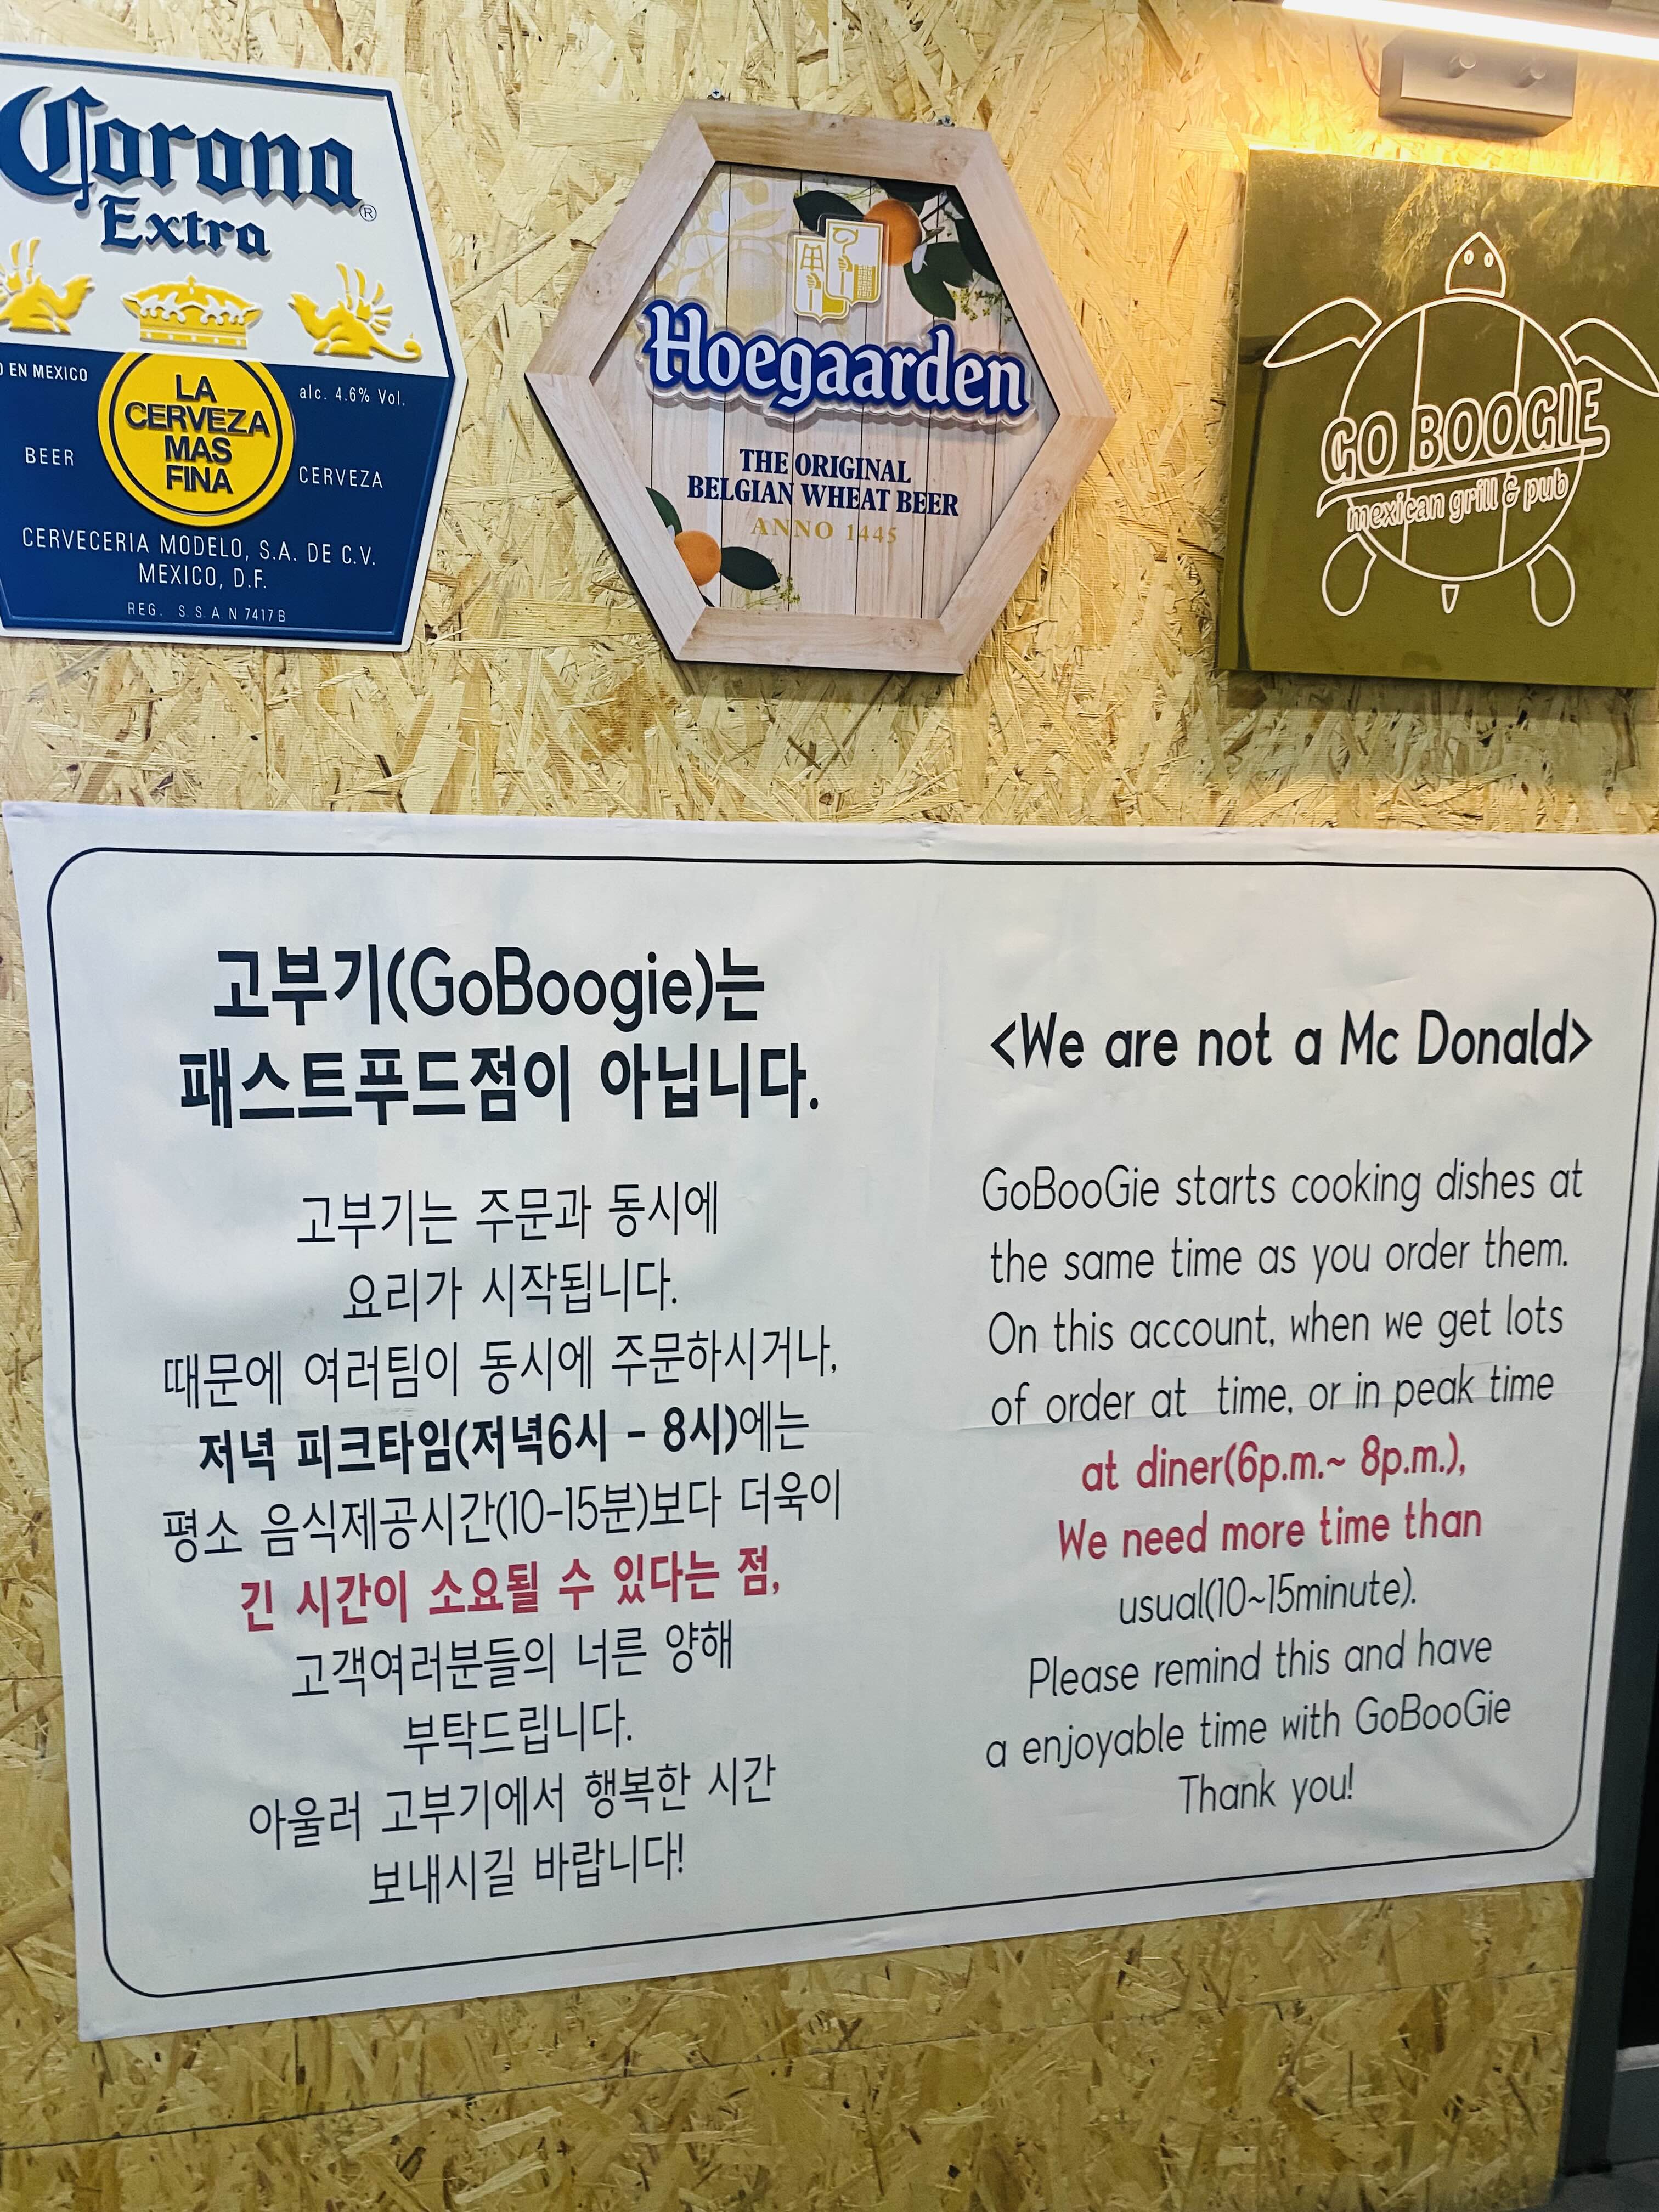 Corona
Extra
EN MEXICO
alc. 4.6% Vol.
LA
CERVEZA
MAS
FINA
BEER
CERVEZA
CERVECERIA MODELO, S.A. DE C.V.
MEXICO, D.F.
REG. S.S.A. N 7417 B
Hoegaarden
THE ORIGINAL
BELGIAN WHEAT BEER
ANNO 1445
GO BOOGIE
mexican grill & pub
고부기(GoBoogie)는
패스트푸드점이 아닙니다.
고부기는 주문과 동시에
요리가 시작됩니다.
때문에 여러팀이 동시에 주문하시거나,
저녁 피크타임(저녁6시 - 8시)에는
평소 음식제공시간(10-15분)보다 더욱이
긴 시간이 소요될 수 있다는 점,
고객여러분들의 너른 양해
부탁드립니다.
아울러 고부기에서 행복한 시간
보내시길 바랍니다!
<We are not a Mc Donald>
GoBooGie starts cooking dishes at
the same time as you order them.
On this account, when we get lots
of order at time, or in peak time
at diner(6p.m.~ 8p.m.),
We need more time than
usual(10~15minute).
Please remind this and have
a enjoyable time with GoBooGie
Thank you!